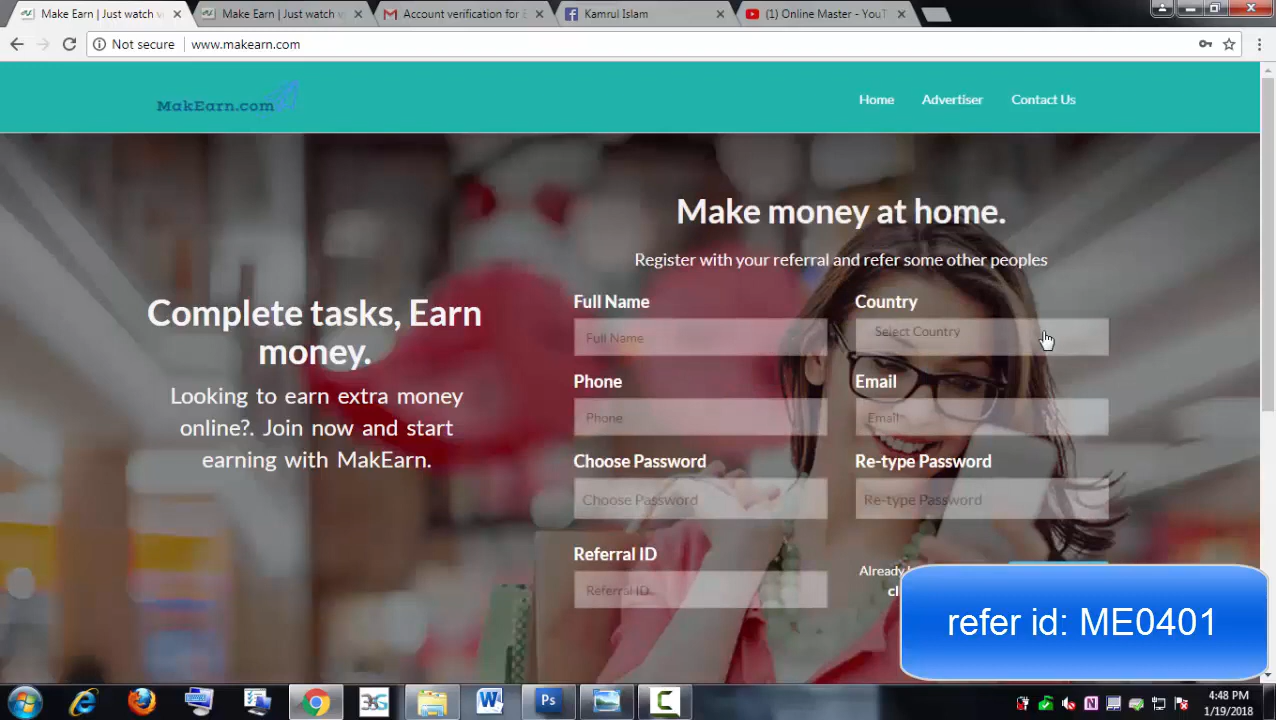 Make Earn | Just watch v
Make Earn | Just watch v
Account verification for
Kamrul Islam
(1) Online Master - YouT
Not secure
www.makearn.com
MakEarn.com
Home
Advertiser
Contact Us
Make money at home.
Register with your referral and refer some other peoples
Complete tasks, Earn
money.
Looking to earn extra money
online?. Join now and start
earning with MakEarn.
Full Name
Country
Full Name
Select Country
Phone
Email
Phone
Email
Choose Password
Re-type Password
Choose Password
Re-type Password
Referral ID
Referral ID..
Already
cl
refer id: ME0401
4:48 PM
1/19/2018